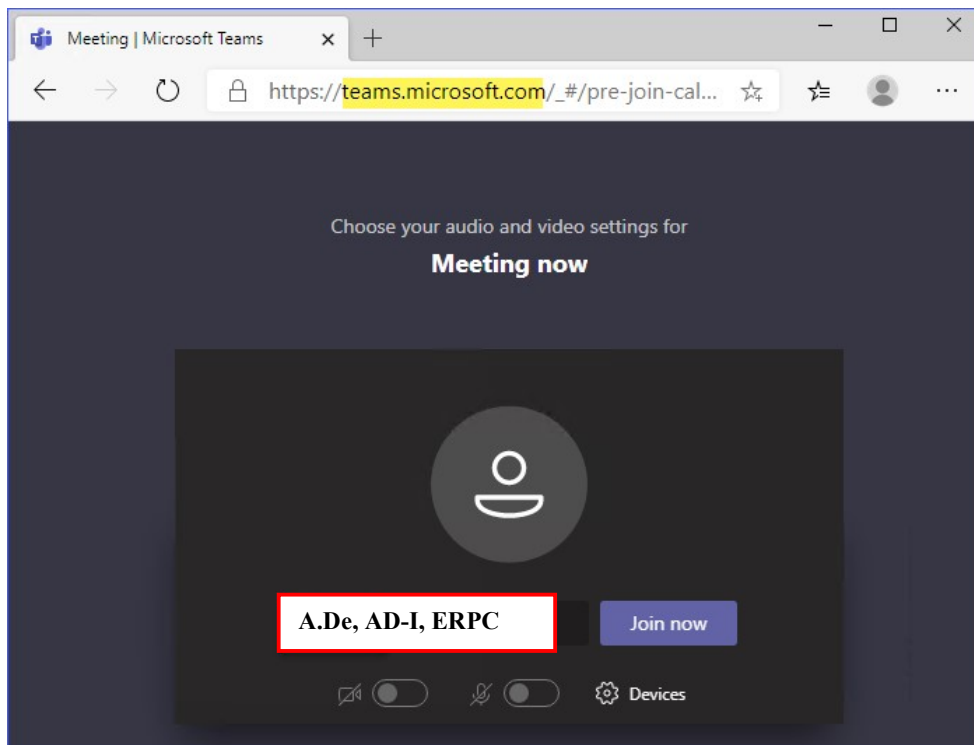 Meeting | Microsoft Teams
https://teams.microsoft.com/_#/pre-join-cal...
Choose your audio and video settings for
Meeting now
A.De, AD-I, ERPC
Join now
Devices